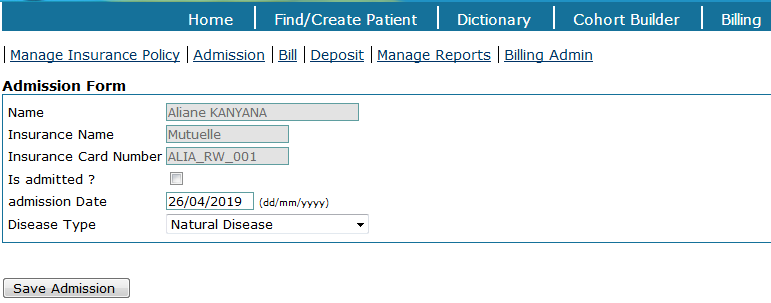 Home Find/Create Patient Dictionary Cohort Builder Billing
Manage Insurance Policy Admission Bill Deposit Manage Reports Billing Admin
Admission Form
Name Aliane KANYANA
Insurance Name Mutuelle
Insurance Card Number ALIA_RW_001
Is admitted ?
admission Date 26/04/2019 (dd/mm/yyyy)
Disease Type Natural Disease
Save Admission